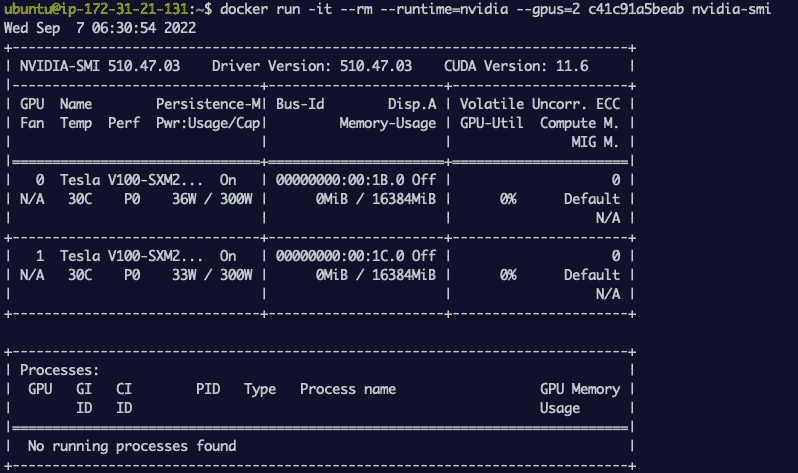 ubuntu@ip-172-31-21-131:~$ docker run -it --rm --runtime=nvidia --gpus=2 c41c91a5beab nvidia-smi
Wed Sep  7 06:30:54 2022
+-----------------------------------------------------------------------------+
| NVIDIA-SMI 510.47.03    Driver Version: 510.47.03    CUDA Version: 11.6     |
|-------------------------------+----------------------+----------------------+
| GPU  Name        Persistence-M| Bus-Id        Disp.A | Volatile Uncorr. ECC |
| Fan  Temp  Perf  Pwr:Usage/Cap|         Memory-Usage | GPU-Util  Compute M. |
|                               |                      |               MIG M. |
|===============================+======================+======================|
|   0  Tesla V100-SXM2...  On   | 00000000:00:1B.0 Off |                    0 |
| N/A   30C    P0    36W / 300W |      0MiB / 16384MiB |      0%      Default |
|                               |                      |                  N/A |
+-------------------------------+----------------------+----------------------+
|   1  Tesla V100-SXM2...  On   | 00000000:00:1C.0 Off |                    0 |
| N/A   30C    P0    33W / 300W |      0MiB / 16384MiB |      0%      Default |
|                               |                      |                  N/A |
+-------------------------------+----------------------+----------------------+

+-----------------------------------------------------------------------------+
| Processes:                                                                  |
|  GPU   GI   CI        PID   Type   Process name                  GPU Memory |
|        ID   ID                                                   Usage      |
|=============================================================================|
|  No running processes found                                                 |
+-----------------------------------------------------------------------------+